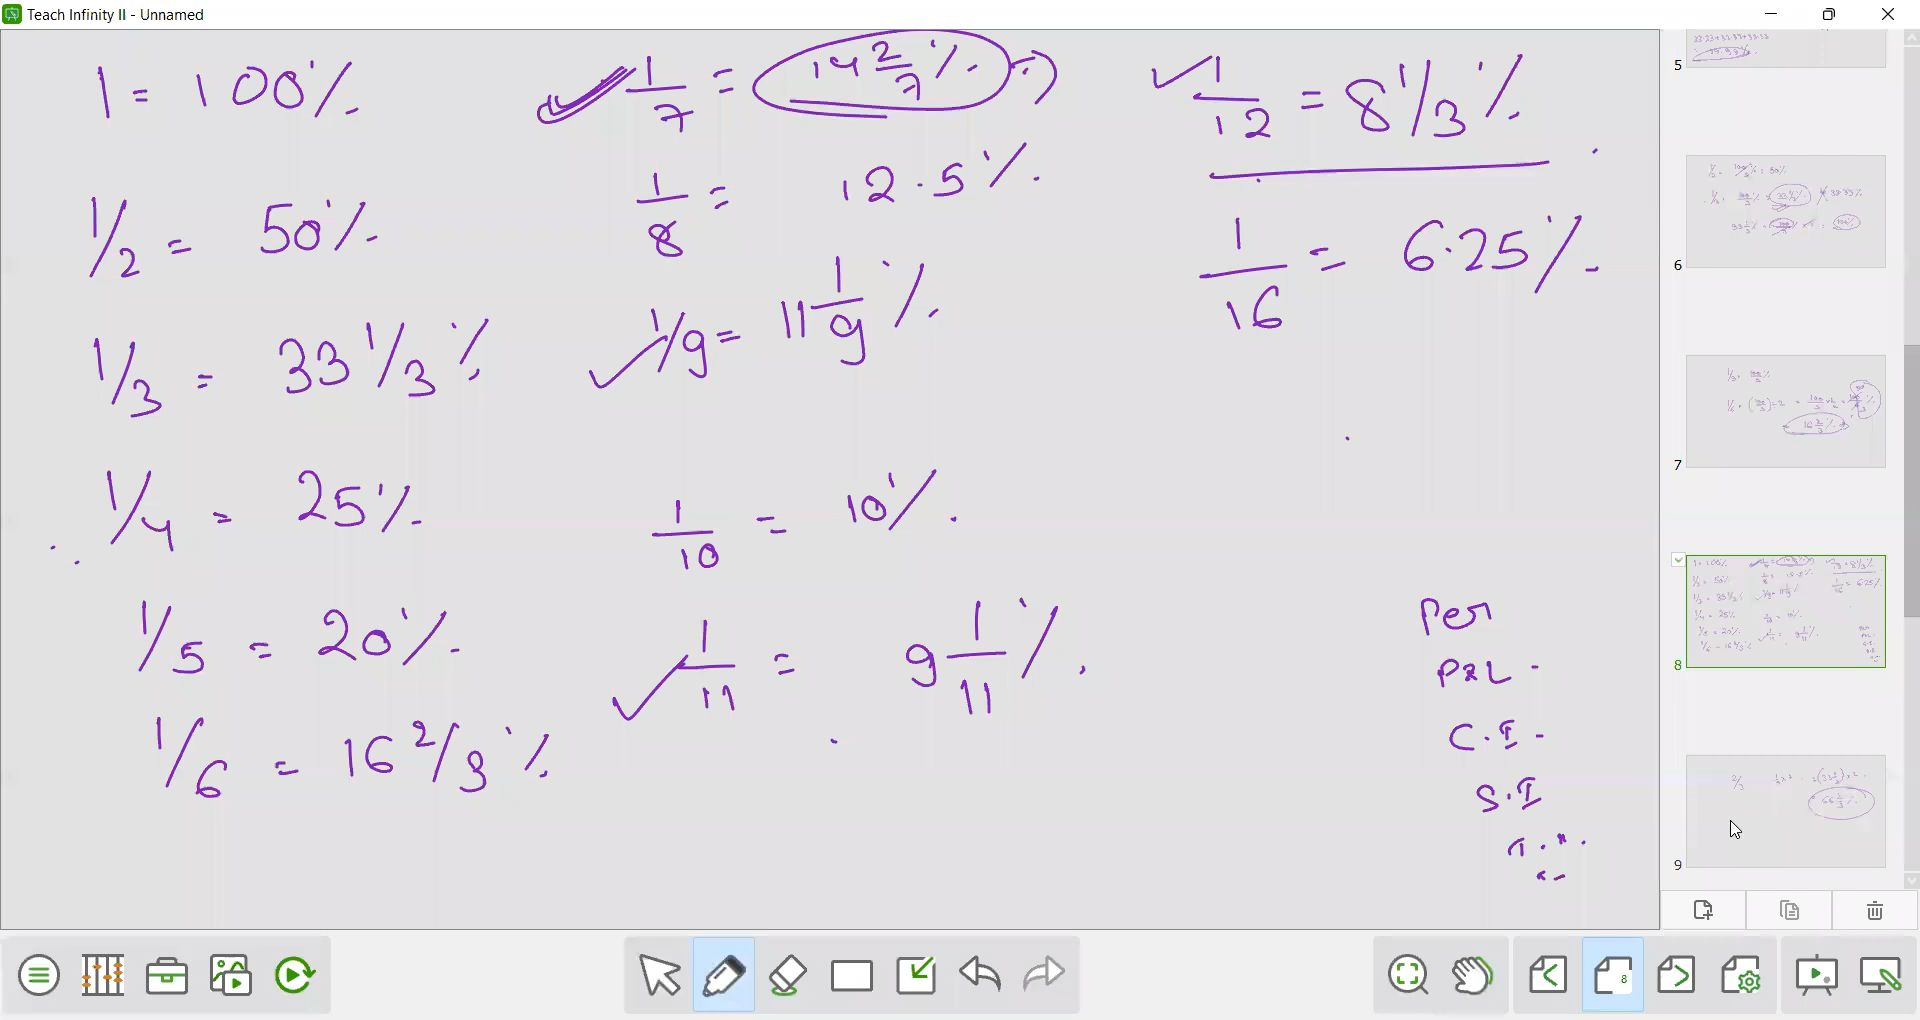 Teach Infinity II - Unnamed
1 = 100%
1/2 = 50%
1/3 = 33 1/3 %
1/4 = 25%
1/5 = 20%
1/6 = 16 2/3 %
1/7 = 14 2/7 %
1/8 = 12.5%
1/9 = 11 1/9 %
1/10 = 10%
1/11 = 9 1/11 %
1/12 = 8 1/3 %
1/16 = 6.25%
Per
P&L -
C.I -
S.I
5
6
7
8
9
8